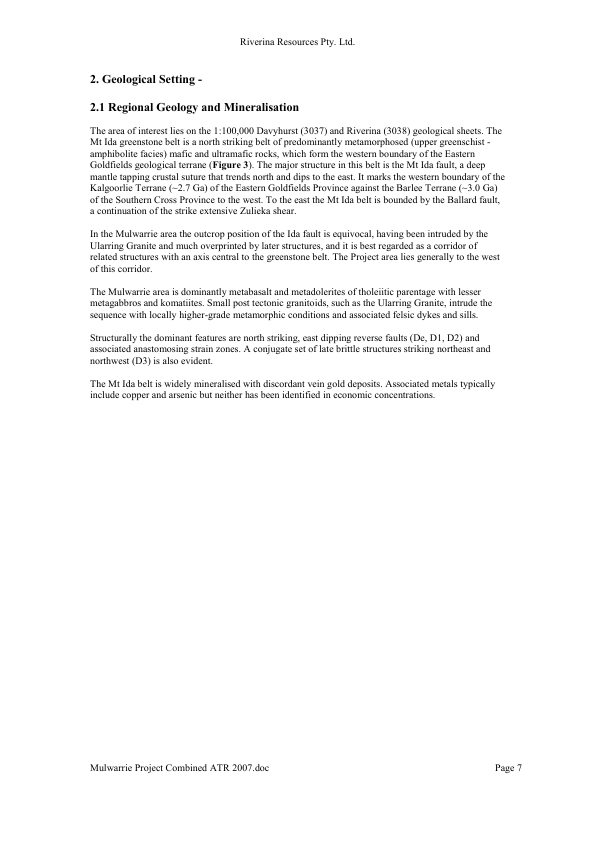 Riverina Resources Pty. Ltd.
2. Geological Setting -
2.1 Regional Geology and Mineralisation
The area of interest lies on the 1:100,000 Davyhurst (3037) and Riverina (3038) geological sheets. The
Mt Ida greenstone belt is a north striking belt of predominantly metamorphosed (upper greenschist -
amphibolite facies) mafic and ultramafic rocks, which form the western boundary of the Eastern
Goldfields geological terrane (Figure 3). The major structure in this belt is the Mt Ida fault, a deep
mantle tapping crustal suture that trends north and dips to the east. It marks the western boundary of the
Kalgoorlie Terrane (~2.7 Ga) of the Eastern Goldfields Province against the Barlee Terrane (~3.0 Ga)
of the Southern Cross Province to the west. To the east the Mt Ida belt is bounded by the Ballard fault,
a continuation of the strike extensive Zulieka shear.
In the Mulwarrie area the outcrop position of the Ida fault is equivocal, having been intruded by the
Ularring Granite and much overprinted by later structures, and it is best regarded as a corridor of
related structures with an axis central to the greenstone belt. The Project area lies generally to the west
of this corridor.
The Mulwarrie area is dominantly metabasalt and metadolerites of tholeiitic parentage with lesser
metagabbros and komatiites. Small post tectonic granitoids, such as the Ularring Granite, intrude the
sequence with locally higher-grade metamorphic conditions and associated felsic dykes and sills.
Structurally the dominant features are north striking, east dipping reverse faults (De, D1, D2) and
associated anastomosing strain zones. A conjugate set of late brittle structures striking northeast and
northwest (D3) is also evident.
The Mt Ida belt is widely mineralised with discordant vein gold deposits. Associated metals typically
include copper and arsenic but neither has been identified in economic concentrations.
Mulwarrie Project Combined ATR 2007.doc
Page 7